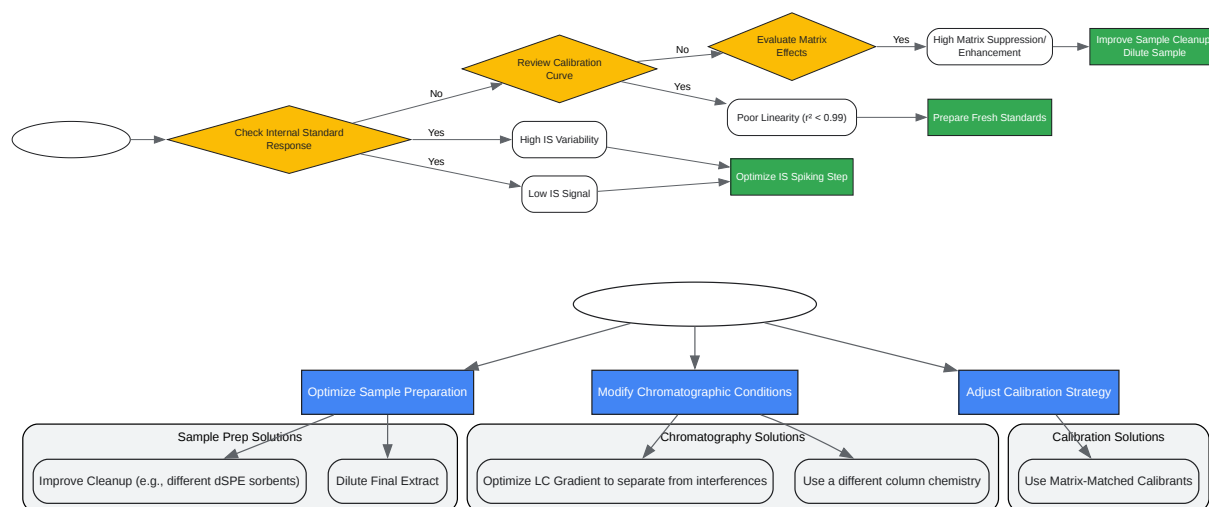 Evaluate Matrix
Effects
Yes
High Matrix Suppression/
Enhancement
Improve Sample Cleanup
Dilute Sample
No
Review Calibration
Curve
Yes
Poor Linearity (r² < 0.99)
Prepare Fresh Standards
No
Check Internal Standard
Response
Yes
High IS Variability
Optimize IS Spiking Step
Yes
Low IS Signal
Optimize Sample Preparation
Modify Chromatographic Conditions
Adjust Calibration Strategy
Sample Prep Solutions
Chromatography Solutions
Calibration Solutions
Improve Cleanup (e.g., different dSPE sorbents)
Dilute Final Extract
Optimize LC Gradient to separate from interferences
Use a different column chemistry
Use Matrix-Matched Calibrants